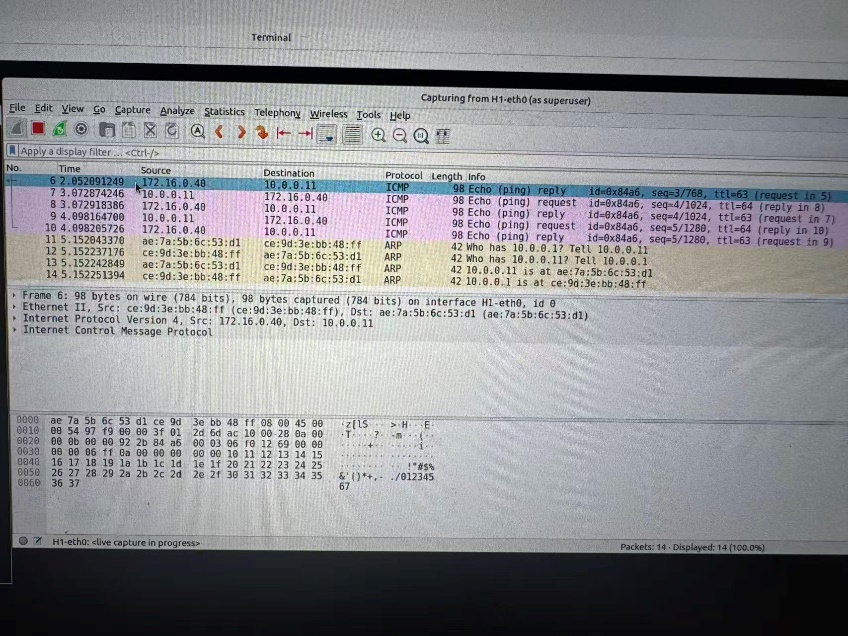 Terminal
Capturing from H1-eth0 (as superuser)
File Edit View Go Capture Analyze Statistics Telephony Wireless Tools Help
Apply a display filter ... <Ctrl-/>
No. Time Source Destination Protocol Length Info
6 2.052091249 172.16.0.40 10.0.0.11 ICMP 98 Echo (ping) reply id=0x84a6, seq=3/768, ttl=63 (request in 5)
7 3.072874246 10.0.0.11 172.16.0.40 ICMP 98 Echo (ping) request id=0x84a6, seq=4/1024, ttl=64 (reply in 8)
8 3.072918386 172.16.0.40 10.0.0.11 ICMP 98 Echo (ping) reply id=0x84a6, seq=4/1024, ttl=63 (request in 7)
9 4.098164700 10.0.0.11 172.16.0.40 ICMP 98 Echo (ping) request id=0x84a6, seq=5/1280, ttl=64 (reply in 10)
10 4.098205726 172.16.0.40 10.0.0.11 ICMP 98 Echo (ping) reply id=0x84a6, seq=5/1280, ttl=63 (request in 9)
11 5.152043370 ae:7a:5b:6c:53:d1 ce:9d:3e:bb:48:ff ARP 42 Who has 10.0.0.1? Tell 10.0.0.11
12 5.152237176 ce:9d:3e:bb:48:ff ae:7a:5b:6c:53:d1 ARP 42 Who has 10.0.0.11? Tell 10.0.0.1
13 5.152242849 ae:7a:5b:6c:53:d1 ce:9d:3e:bb:48:ff ARP 42 10.0.0.11 is at ae:7a:5b:6c:53:d1
14 5.152251394 ce:9d:3e:bb:48:ff ae:7a:5b:6c:53:d1 ARP 42 10.0.0.1 is at ce:9d:3e:bb:48:ff
Frame 6: 98 bytes on wire (784 bits), 98 bytes captured (784 bits) on interface H1-eth0, id 0
Ethernet II, Src: ce:9d:3e:bb:48:ff (ce:9d:3e:bb:48:ff), Dst: ae:7a:5b:6c:53:d1 (ae:7a:5b:6c:53:d1)
Internet Protocol Version 4, Src: 172.16.0.40, Dst: 10.0.0.11
Internet Control Message Protocol
0000 ae 7a 5b 6c 53 d1 ce 9d 3e bb 48 ff 08 00 45 00 ·z[lS··· >·H···E·
0010 00 54 97 f9 00 00 3f 01 2d 6d ac 10 00 28 0a 00 ·T····?· -m···(··
0020 00 0b 00 00 92 2b 84 a6 00 03 06 f0 12 69 00 00 ·····+·· ·····i··
0030 00 00 06 ff 0a 00 00 00 00 00 10 11 12 13 14 15 ········ ········
0040 16 17 18 19 1a 1b 1c 1d 1e 1f 20 21 22 23 24 25 ········ ·· !"#$%
0050 26 27 28 29 2a 2b 2c 2d 2e 2f 30 31 32 33 34 35 &'()*+,- ./012345
0060 36 37 67
H1-eth0: <live capture in progress> Packets: 14 · Displayed: 14 (100.0%)